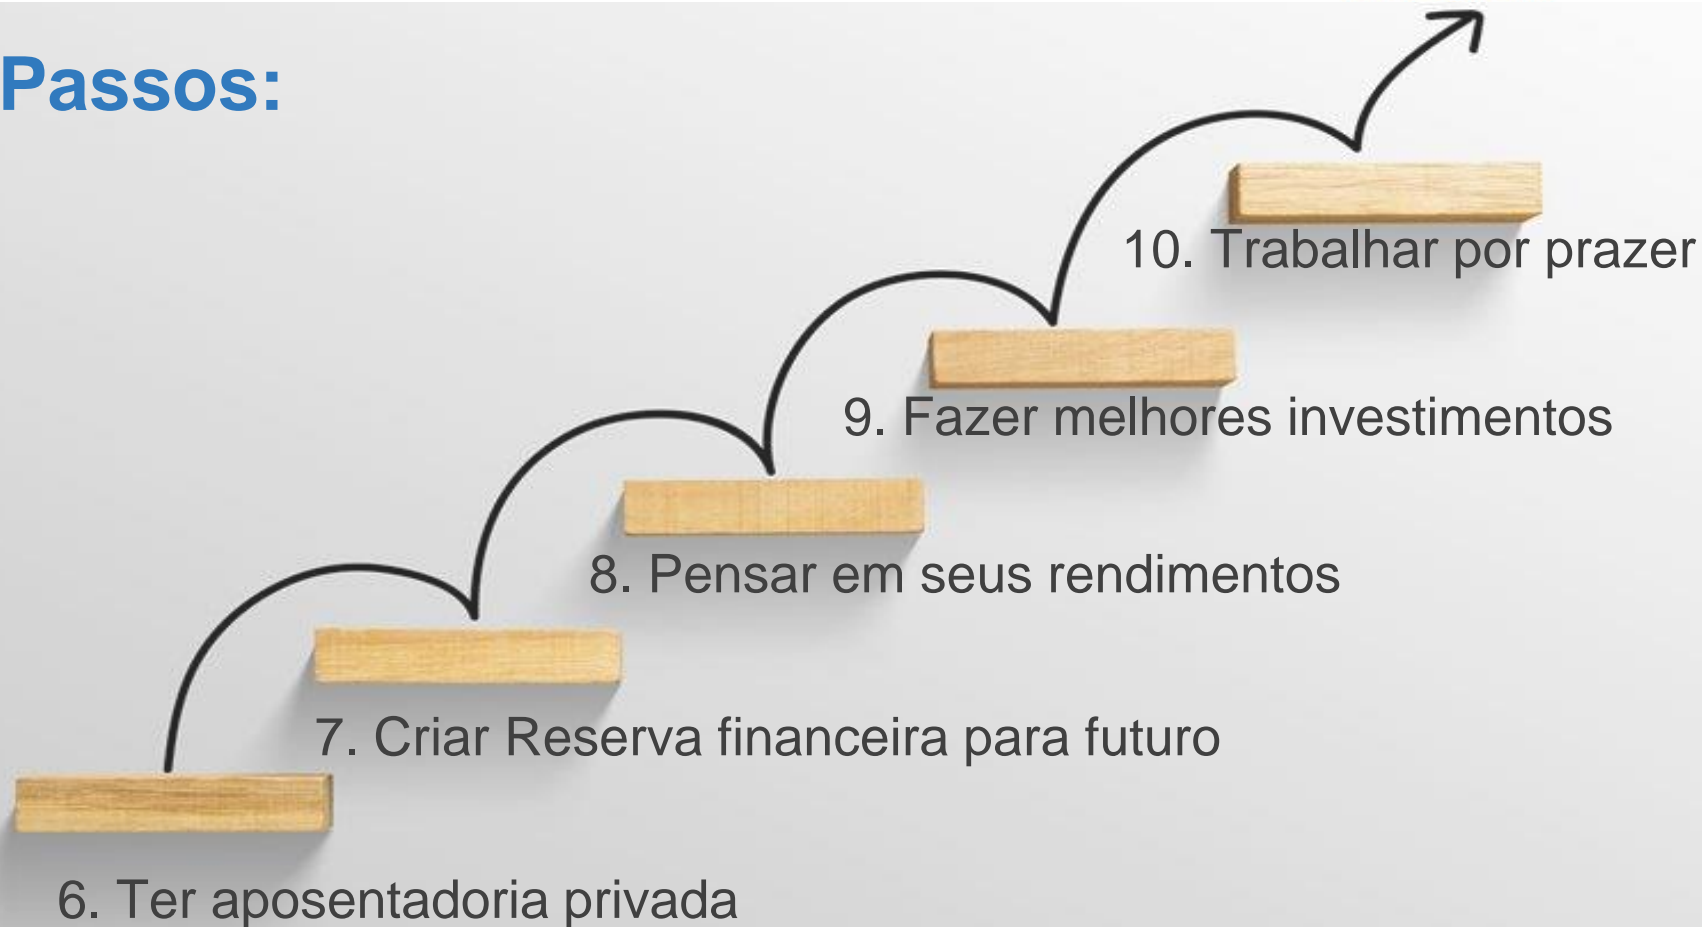 Passos:
10. Trabalhar por prazer
9. Fazer melhores investimentos
8. Pensar em seus rendimentos
7. Criar Reserva financeira para futuro
6. Ter aposentadoria privada